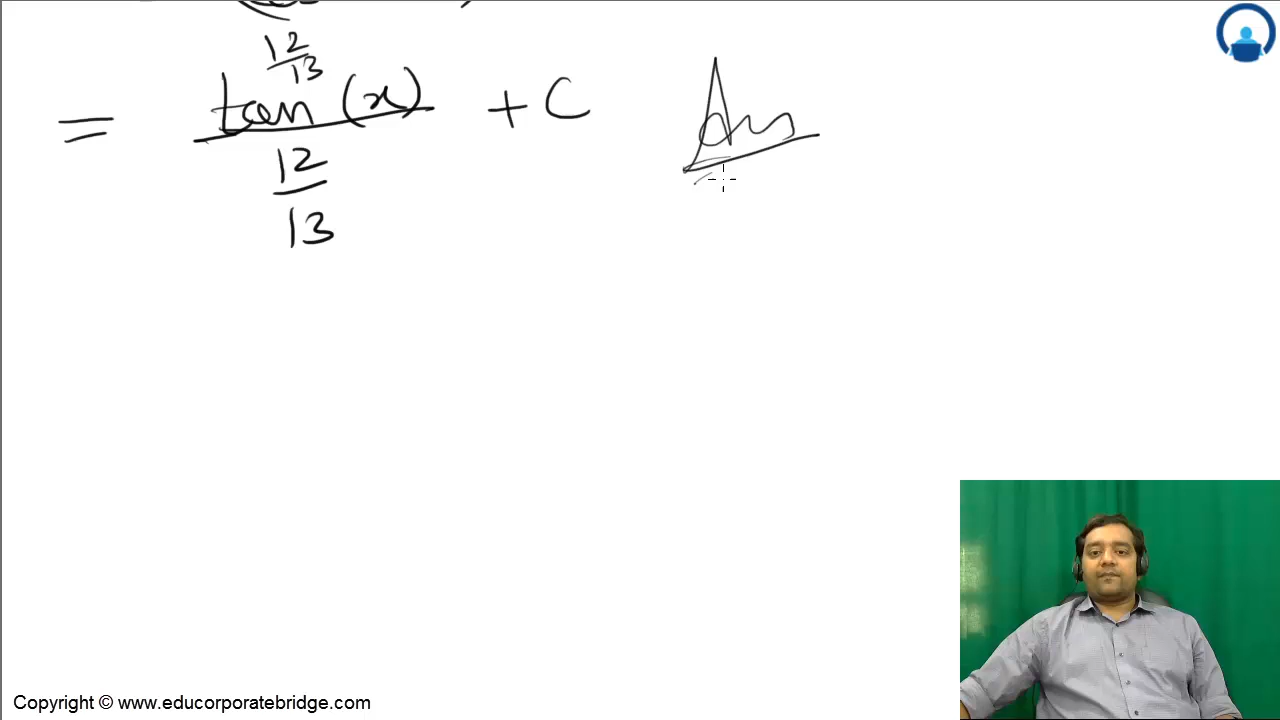 = tan^(12/13)(x) / (12/13) + C Ans
Copyright © www.educorporatebridge.com